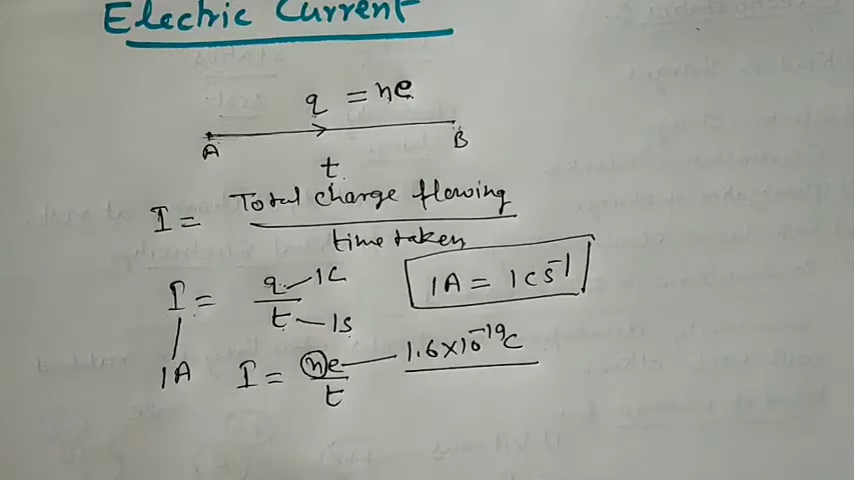 Electric Current
q = ne
A B
t
I = Total charge flowing / time taken
I = q/t 1C 1s
1A = 1Cs⁻¹
1A
I = ne/t 1.6×10⁻¹⁹C